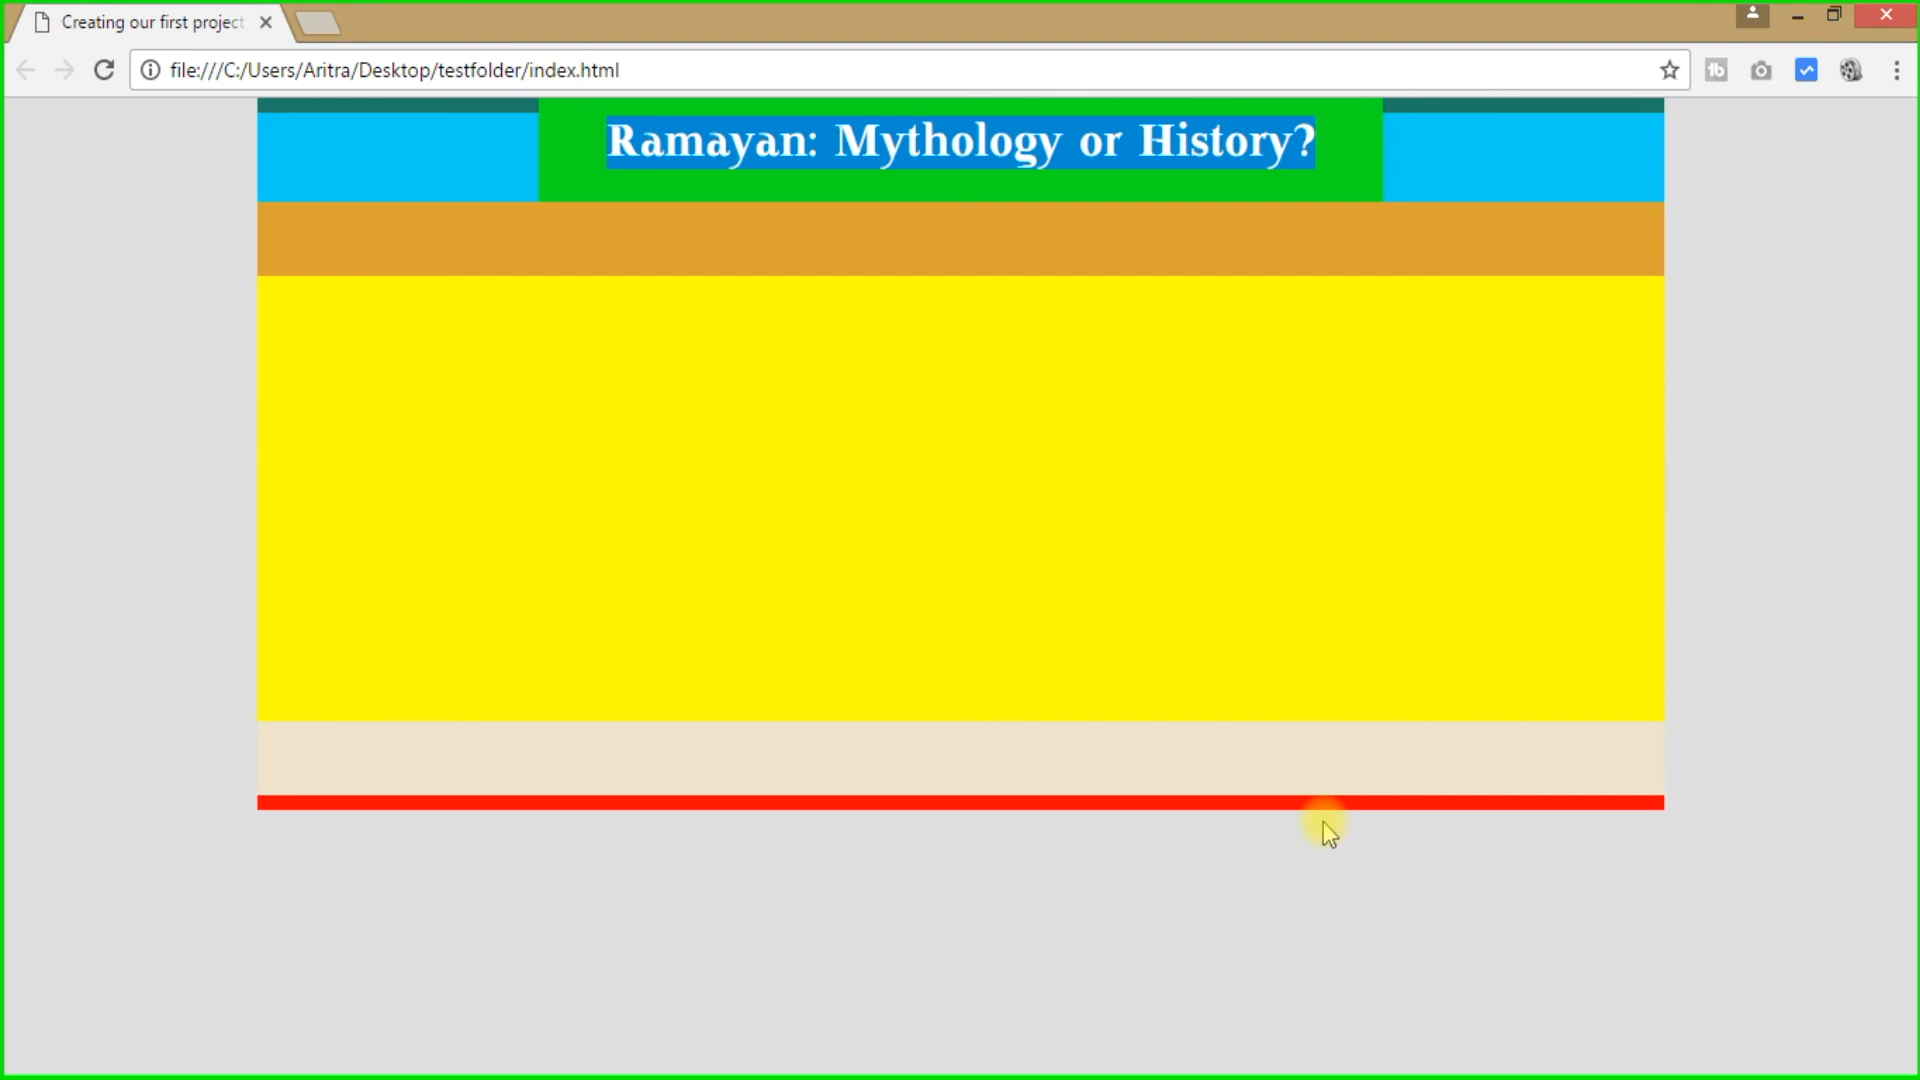 Creating our first project
file:///C:/Users/Aritra/Desktop/testfolder/index.html
Ramayan: Mythology or History?